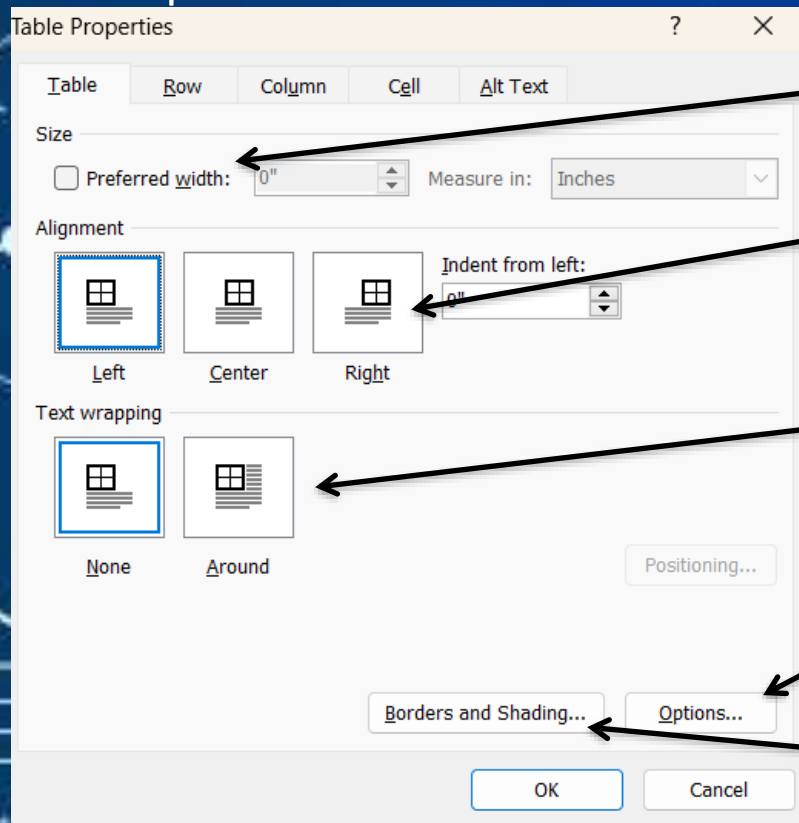 Table Properties ? X
Table Row Column Cell Alt Text
Size
Preferred width: 0" Measure in: Inches
Alignment
Indent from left:
0"
Left Center Right
Text wrapping
None Around
Positioning...
Borders and Shading... Options...
OK Cancel